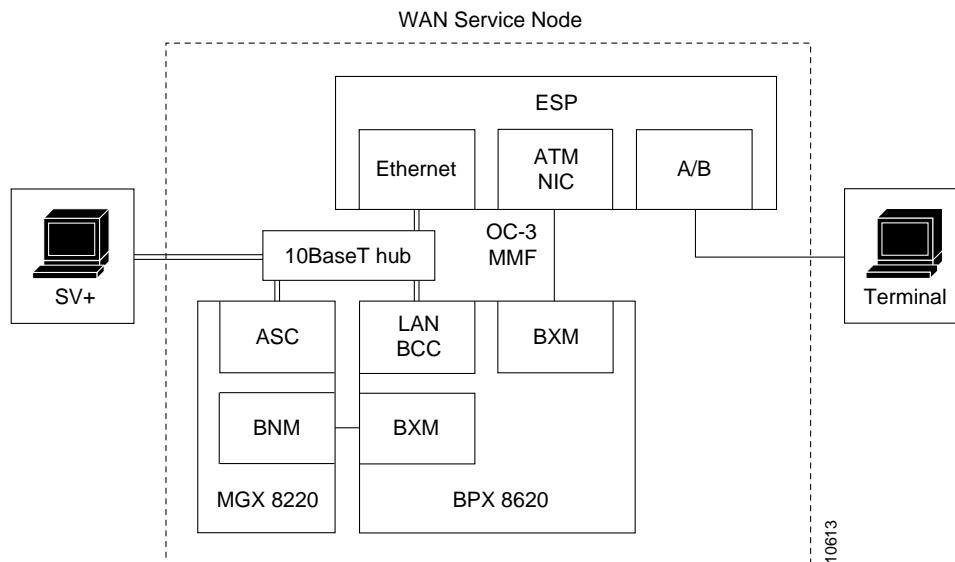 WAN Service Node
ESP
Ethernet
ATM
NIC
A/B
OC-3
MMF
10BaseT hub
SV+
Terminal
ASC
LAN
BCC
BXM
BNM
BXM
MGX 8220
BPX 8620
10613